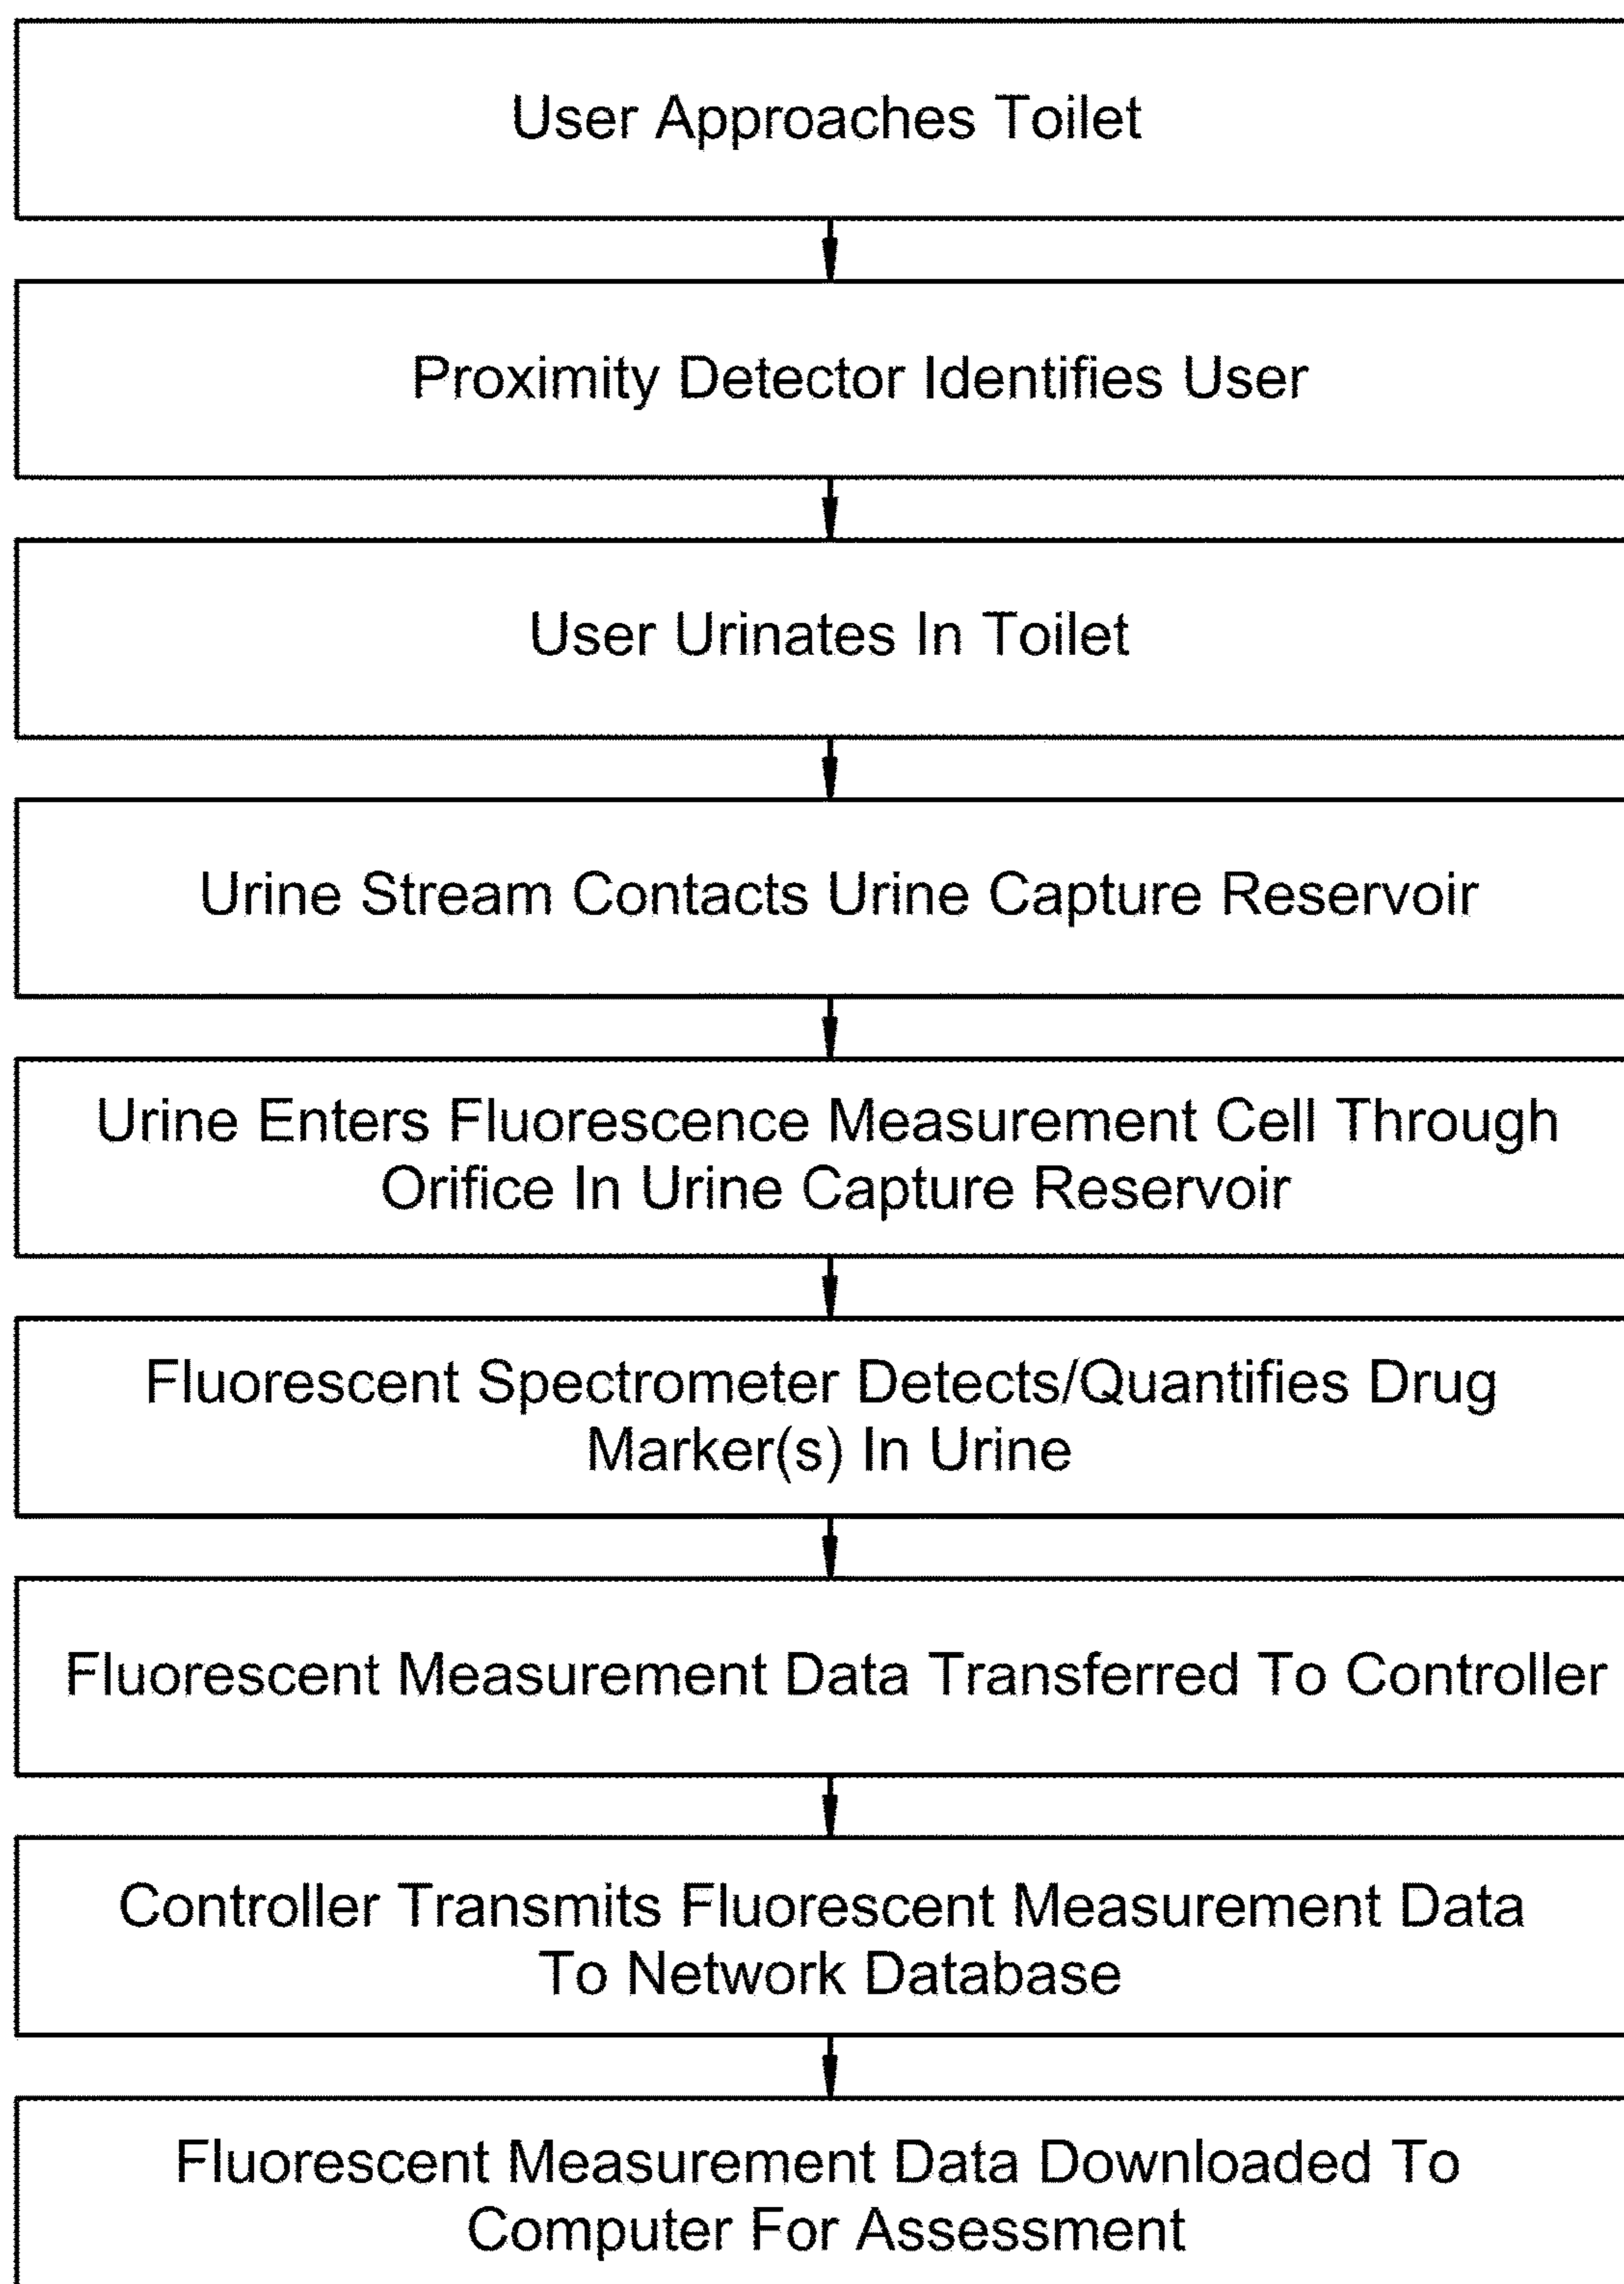 User Approaches Toilet
Proximity Detector Identifies User
User Urinates In Toilet
Urine Stream Contacts Urine Capture Reservoir
Urine Enters Fluorescence Measurement Cell Through
Orifice In Urine Capture Reservoir
Fluorescent Spectrometer Detects/Quantifies Drug
Marker(s) In Urine
Fluorescent Measurement Data Transferred To Controller
Controller Transmits Fluorescent Measurement Data
To Network Database
Fluorescent Measurement Data Downloaded To
Computer For Assessment